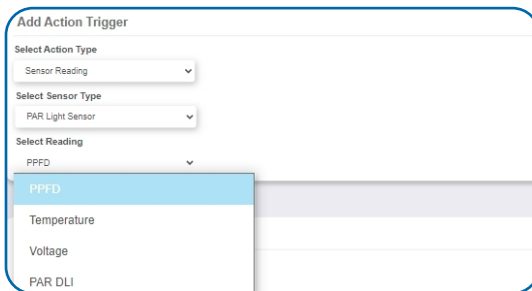 Add Action Trigger
Select Action Type
Sensor Reading
Select Sensor Type
PAR Light Sensor
Select Reading
PPFD
PPFD
Temperature
Voltage
PAR DLI